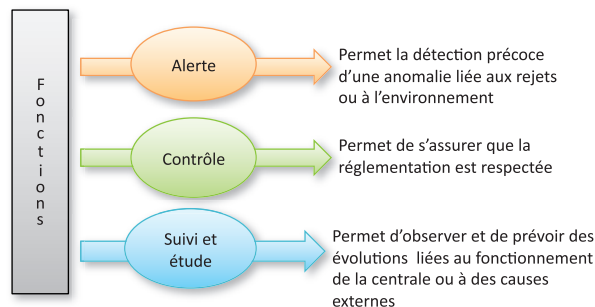 Fonctions
Alerte
Permet la détection précoce
d'une anomalie liée aux rejets
ou à l'environnement
Contrôle
Permet de s'assurer que la
réglementation est respectée
Suivi et
étude
Permet d'observer et de prévoir des
évolutions  liées au fonctionnement
de la centrale ou à des causes
externes